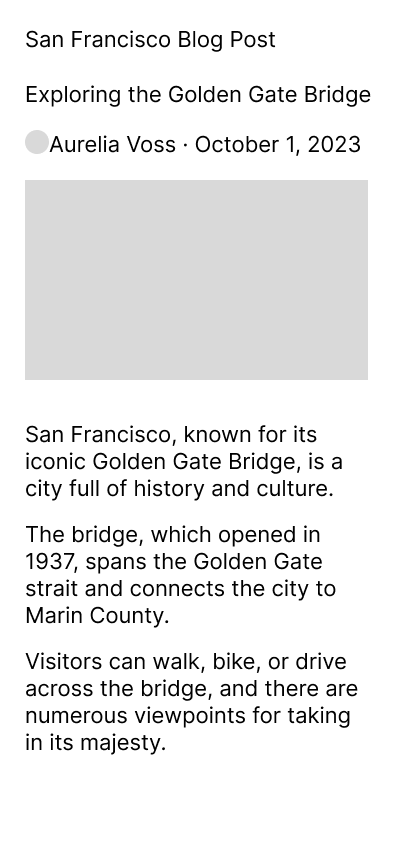 San Francisco Blog Post
Exploring the Golden Gate Bridge
Aurelia Voss · October 1, 2023
San Francisco, known for its
iconic Golden Gate Bridge, is a
city full of history and culture.
The bridge, which opened in
1937, spans the Golden Gate
strait and connects the city to
Marin County.
Visitors can walk, bike, or drive
across the bridge, and there are
numerous viewpoints for taking
in its majesty.